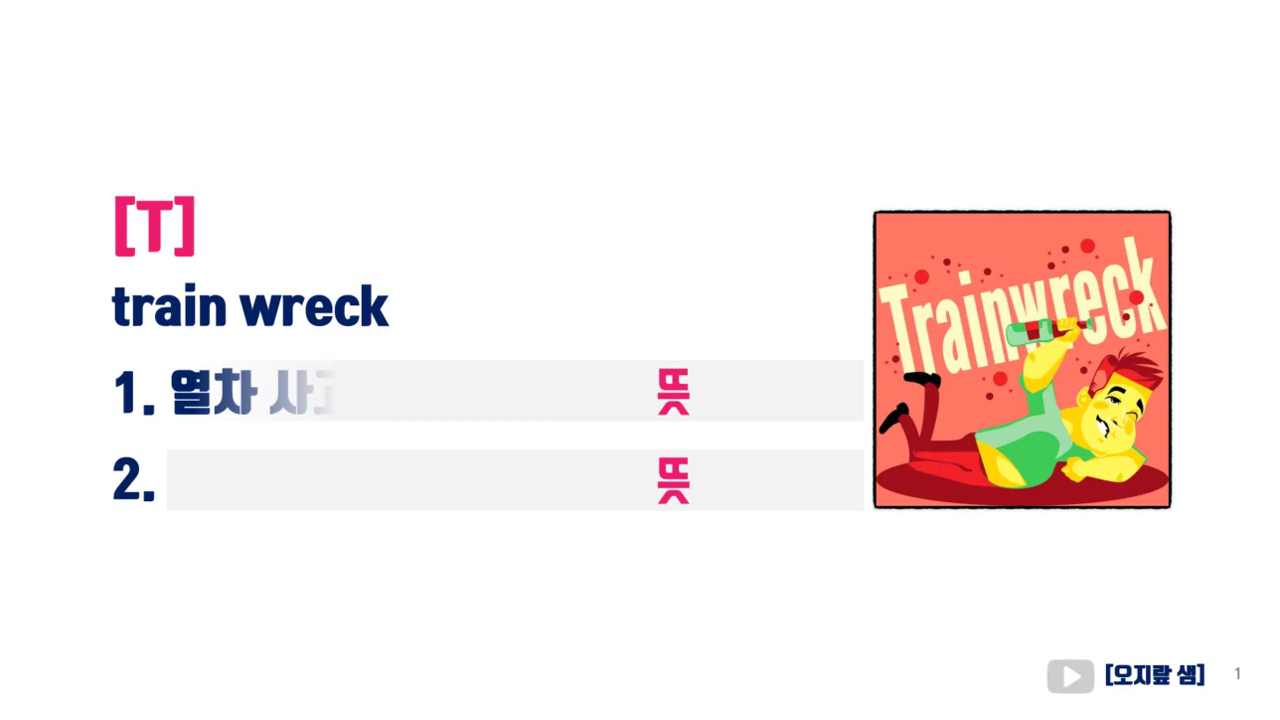 [T]
train wreck
1. 열차 뜻
2. 뜻
Trainwreck
[오지랖 샘] 1